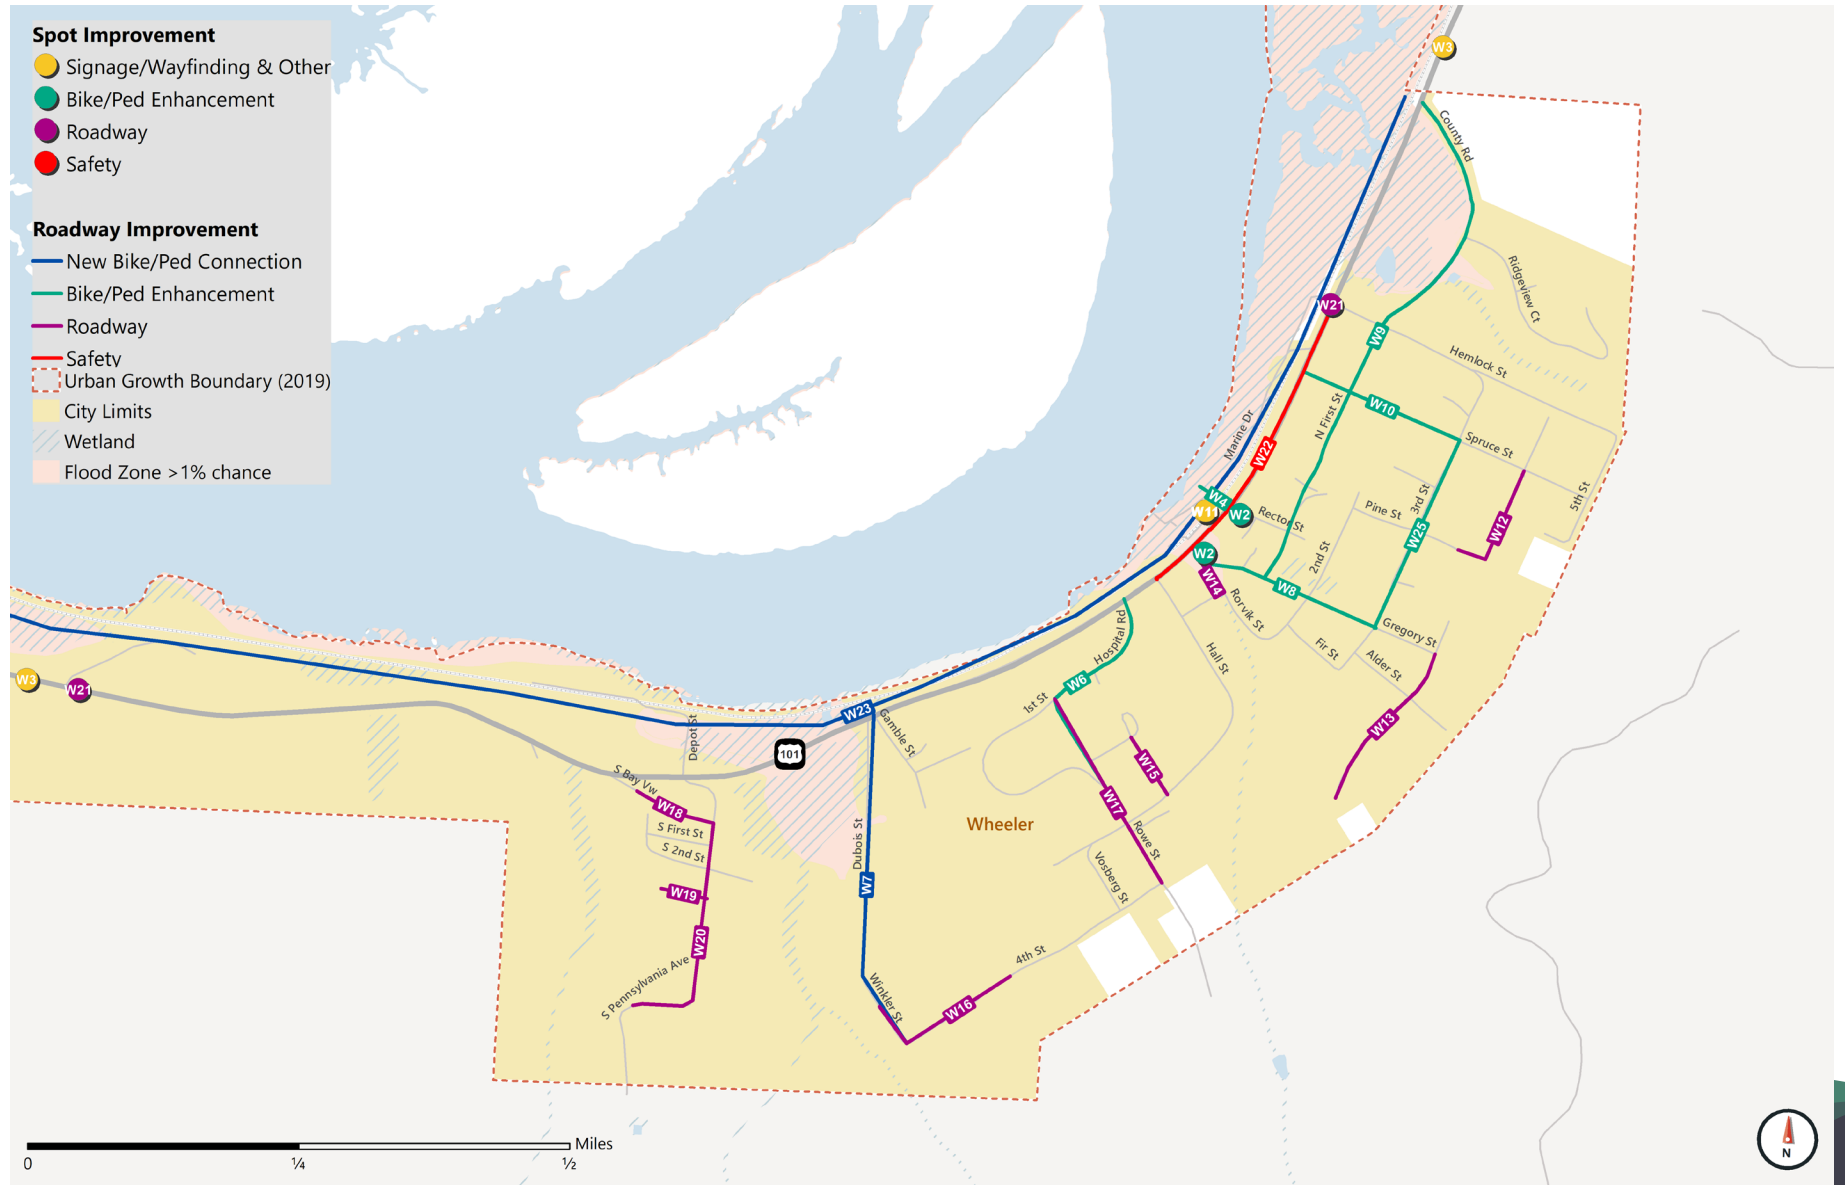 Spot Improvement
Signage/Wayfinding & Other
Bike/Ped Enhancement
Roadway
Safety
Roadway Improvement
New Bike/Ped Connection
Bike/Ped Enhancement
Roadway
Safety
Urban Growth Boundary (2019)
City Limits
Wetland
Flood Zone >1% chance
W3
County Rd
Ridgeview Ct
W21
W9
Hemlock St
W10
N First St
Marine Dr
W22
Spruce St
W4
W11
W2
Rector St
Pine St
3rd St
5th St
W12
W25
2nd St
W2
W14
W8
Rorvik St
Gregory St
Fir St
Alder St
Hall St
Hospital Rd
W6
1st St
W13
W3
W21
W23
Gamble St
Depot St
101
W15
S Bay Vw
W18
W17
S First St
S 2nd St
Dubois St
Wheeler
Rowe St
Vosberg St
W19
W7
W20
S Pennsylvania Ave
4th St
Winkler St
W16
Miles
0
¼
½
N